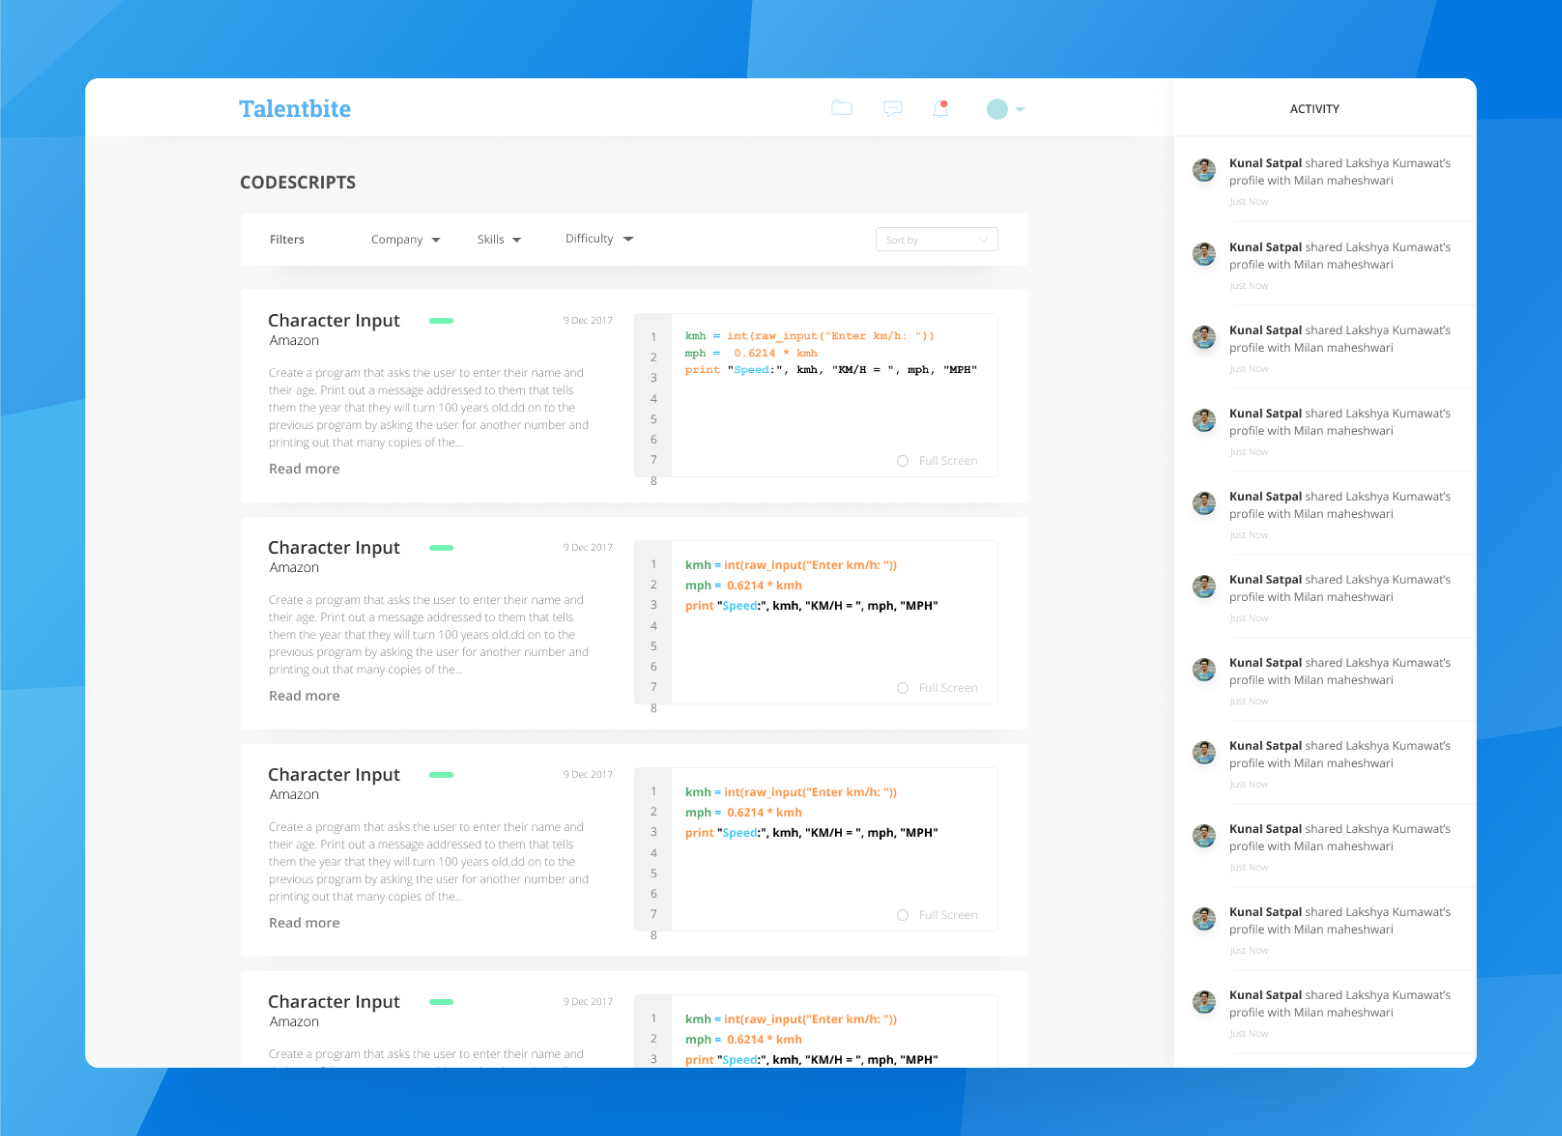 Talentbite
CODESCRIPTS
Filters
Company
Skills
Difficulty
Sort by
Character Input
Amazon
9 Dec 2017
Create a program that asks the user to enter their name and
their age. Print out a message addressed to them that tells
them the year that they will turn 100 years old.dd on to the
previous program by asking the user for another number and
printing out that many copies of the...
Read more
1
2
3
4
5
6
7
8
kmh = int(raw_input("Enter km/h: "))
mph =  0.6214 * kmh
print "Speed:", kmh, "KM/H = ", mph, "MPH"
Full Screen
Character Input
Amazon
9 Dec 2017
Create a program that asks the user to enter their name and
their age. Print out a message addressed to them that tells
them the year that they will turn 100 years old.dd on to the
previous program by asking the user for another number and
printing out that many copies of the...
Read more
1
2
3
4
5
6
7
8
kmh = int(raw_input("Enter km/h: "))
mph =  0.6214 * kmh
print "Speed:", kmh, "KM/H = ", mph, "MPH"
Full Screen
Character Input
Amazon
9 Dec 2017
Create a program that asks the user to enter their name and
their age. Print out a message addressed to them that tells
them the year that they will turn 100 years old.dd on to the
previous program by asking the user for another number and
printing out that many copies of the...
Read more
1
2
3
4
5
6
7
8
kmh = int(raw_input("Enter km/h: "))
mph =  0.6214 * kmh
print "Speed:", kmh, "KM/H = ", mph, "MPH"
Full Screen
Character Input
Amazon
9 Dec 2017
Create a program that asks the user to enter their name and
1
2
3
kmh = int(raw_input("Enter km/h: "))
mph =  0.6214 * kmh
print "Speed:", kmh, "KM/H = ", mph, "MPH"
ACTIVITY
Kunal Satpal shared Lakshya Kumawat's
profile with Milan maheshwari
Just Now
Kunal Satpal shared Lakshya Kumawat's
profile with Milan maheshwari
Just Now
Kunal Satpal shared Lakshya Kumawat's
profile with Milan maheshwari
Just Now
Kunal Satpal shared Lakshya Kumawat's
profile with Milan maheshwari
Just Now
Kunal Satpal shared Lakshya Kumawat's
profile with Milan maheshwari
Just Now
Kunal Satpal shared Lakshya Kumawat's
profile with Milan maheshwari
Just Now
Kunal Satpal shared Lakshya Kumawat's
profile with Milan maheshwari
Just Now
Kunal Satpal shared Lakshya Kumawat's
profile with Milan maheshwari
Just Now
Kunal Satpal shared Lakshya Kumawat's
profile with Milan maheshwari
Just Now
Kunal Satpal shared Lakshya Kumawat's
profile with Milan maheshwari
Just Now
Kunal Satpal shared Lakshya Kumawat's
profile with Milan maheshwari
Just Now